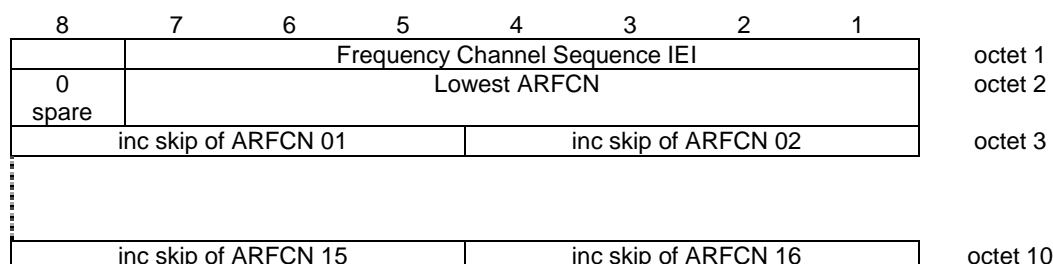 8 7 6 5 4 3 2 1
Frequency Channel Sequence IEI octet 1
0 Lowest ARFCN octet 2
spare
inc skip of ARFCN 01 inc skip of ARFCN 02 octet 3
inc skip of ARFCN 15 inc skip of ARFCN 16 octet 10